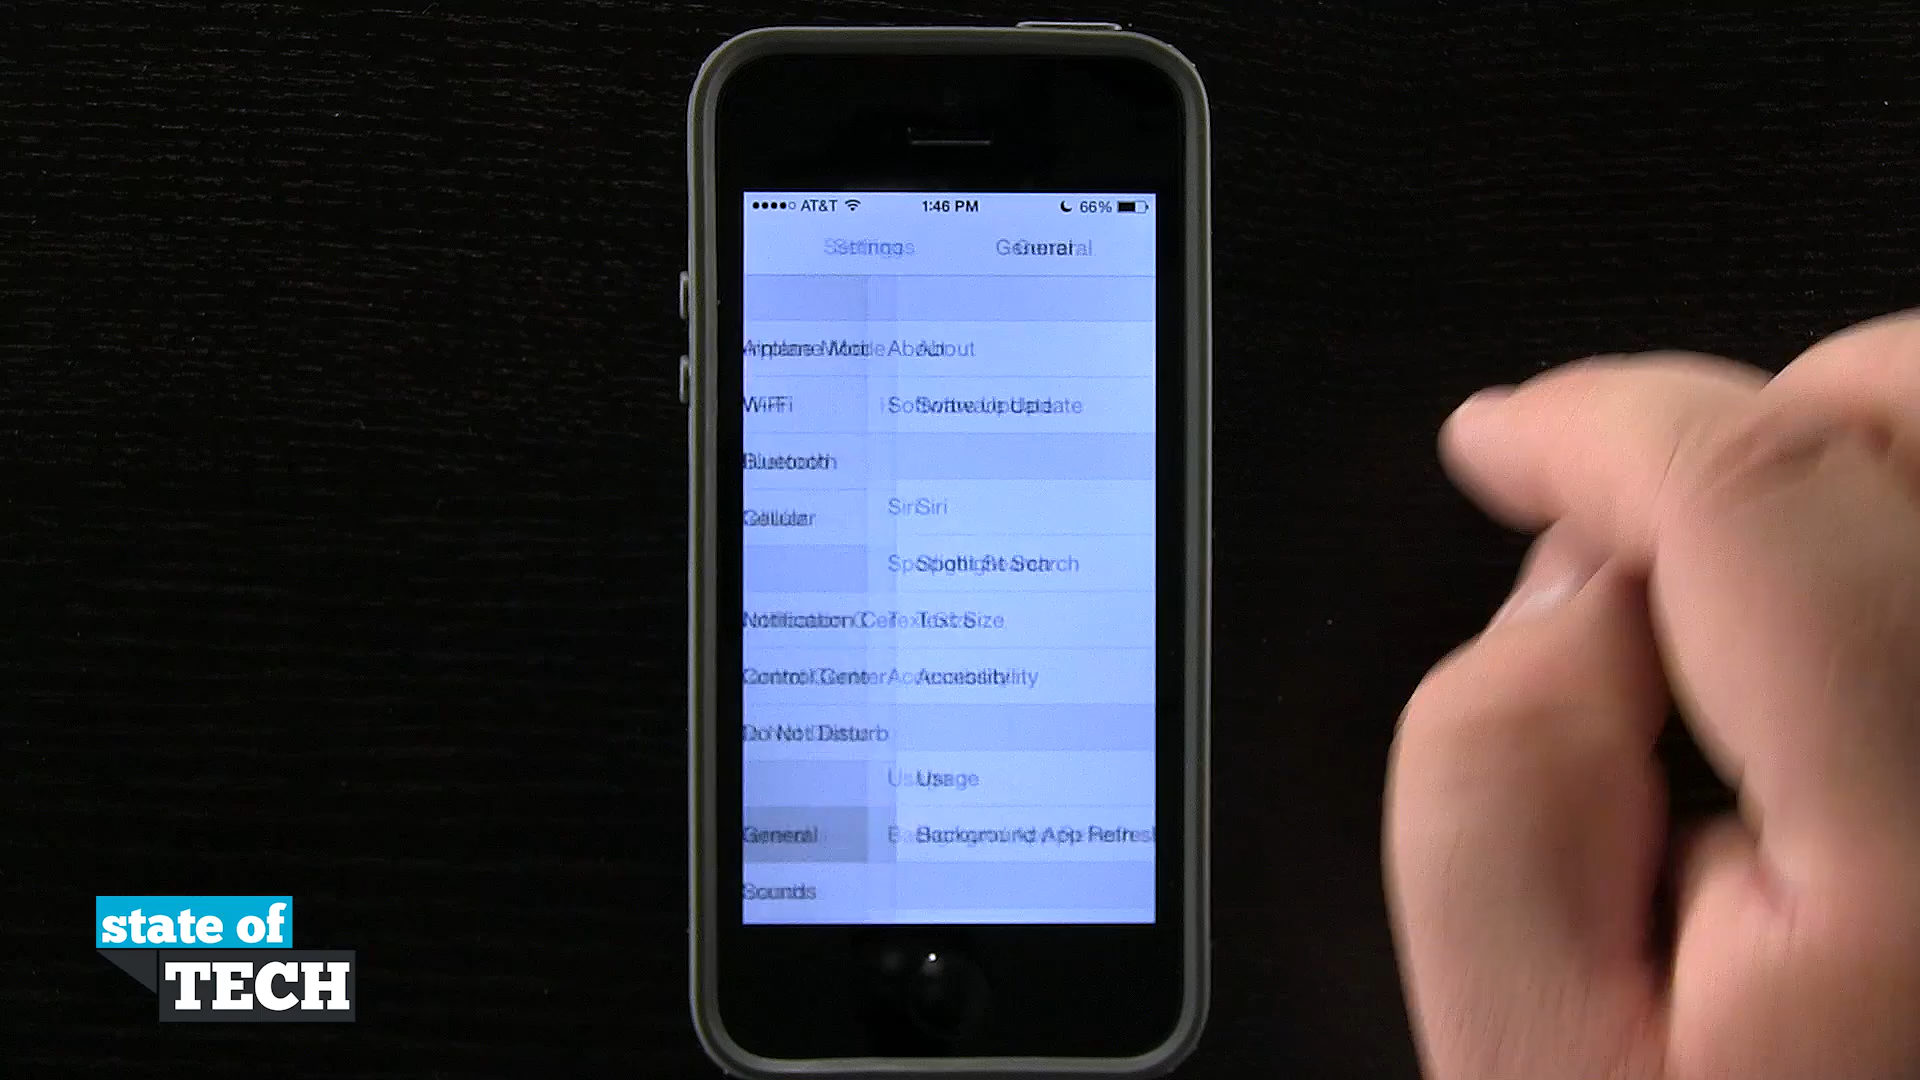 AT&T 1:46 PM 66%
Settings General
Airplane Mode About
Wi-Fi Software Update
Bluetooth
Cellular Siri
Spotlight Search
Notification Cen Text Size
Control Center Accessibility
Do Not Disturb
Usage
General Background App Refresh
Sounds
state of
TECH